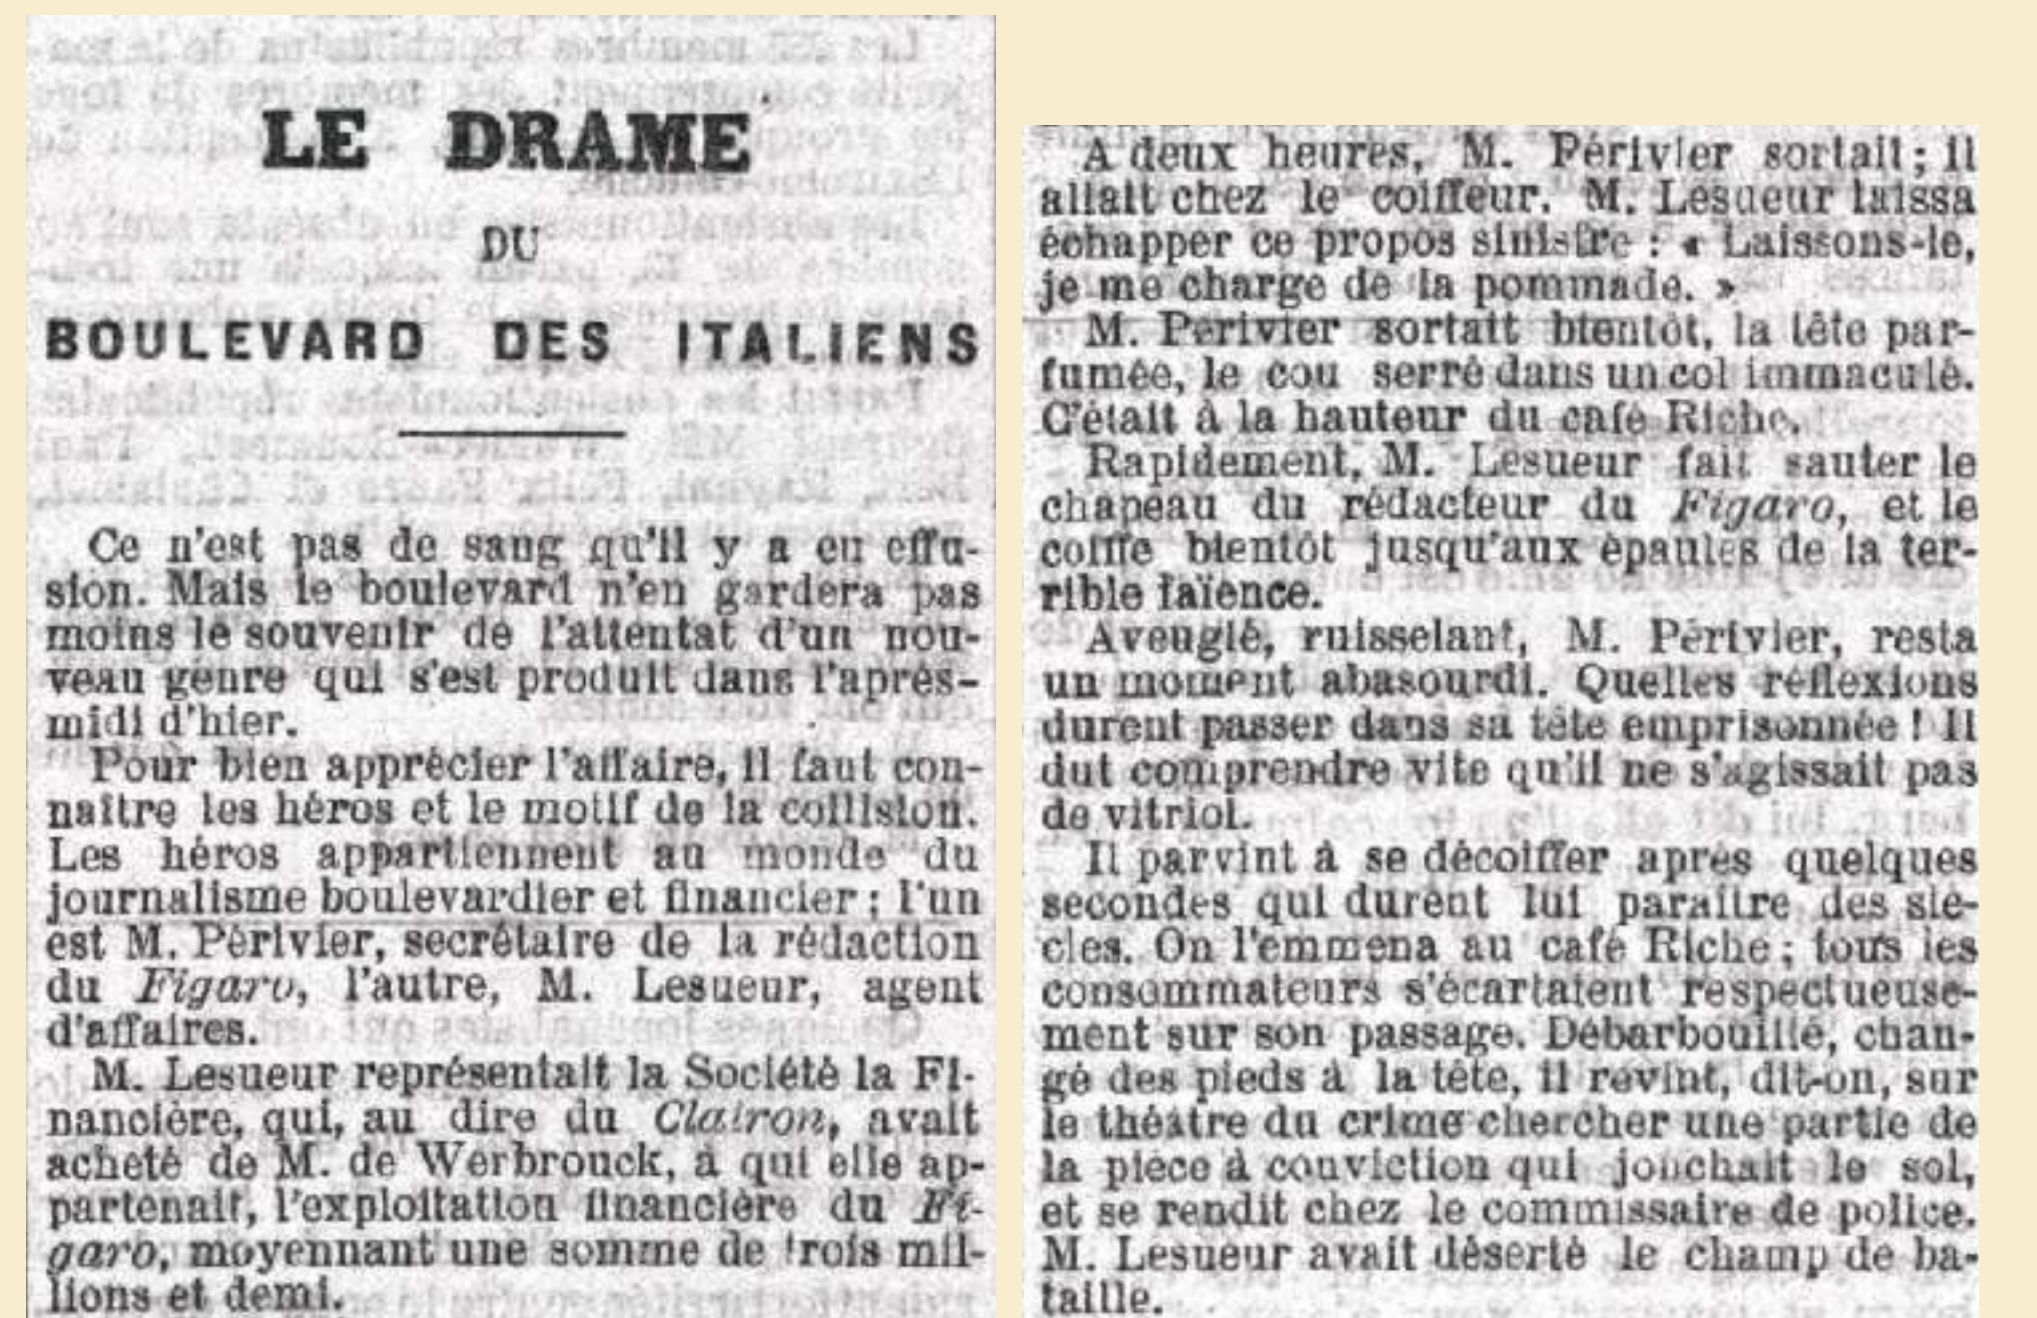 LE DRAME
DU
BOULEVARD DES ITALIENS
Ce n'est pas de sang qu'il y a eu effu-
sion. Mais le boulevard n'en gardera pas
moins le souvenir de l'attentat d'un nou-
veau genre qui s'est produit dans l'après-
midi d'hier.
Pour bien apprécier l'affaire, il faut con-
naître les héros et le motif de la collision.
Les héros appartiennent au monde du
journalisme boulevardier et financier ; l'un
est M. Périvier, secrétaire de la rédaction
du Figaro, l'autre, M. Lesueur, agent
d'affaires.
M. Lesueur représentait la Société la Fi-
nancière, qui, au dire du Clairon, avait
acheté de M. de Werbrouck, à qui elle ap-
partenait, l'exploitation financière du Fi-
garo, moyennant une somme de trois mil-
lions et demi.
A deux heures, M. Périvier sortait ; il
allait chez le coiffeur. M. Lesueur laissa
échapper ce propos sinistre : « Laissons-le,
je me charge de la pommade. »
M. Périvier sortait bientôt, la tête par-
fumée, le cou serré dans un col immaculé.
C'était à la hauteur du café Riche.
Rapidement, M. Lesueur fait sauter le
chapeau du rédacteur du Figaro, et le
coiffe bientôt jusqu'aux épaules de la ter-
rible faïence.
Aveuglé, ruisselant, M. Périvier, resta
un moment abasourdi. Quelles réflexions
durent passer dans sa tête emprisonnée ! Il
dut comprendre vite qu'il ne s'agissait pas
de vitriol.
Il parvint à se décoiffer après quelques
secondes qui durent lui paraître des siè-
cles. On l'emmena au café Riche ; tous les
consommateurs s'écartaient respectueuse-
ment sur son passage. Débarbouillé, chan-
gé des pieds à la tête, il revint, dit-on, sur
le théâtre du crime chercher une partie de
la pièce à conviction qui jonchait le sol,
et se rendit chez le commissaire de police.
M. Lesueur avait déserté le champ de ba-
taille.